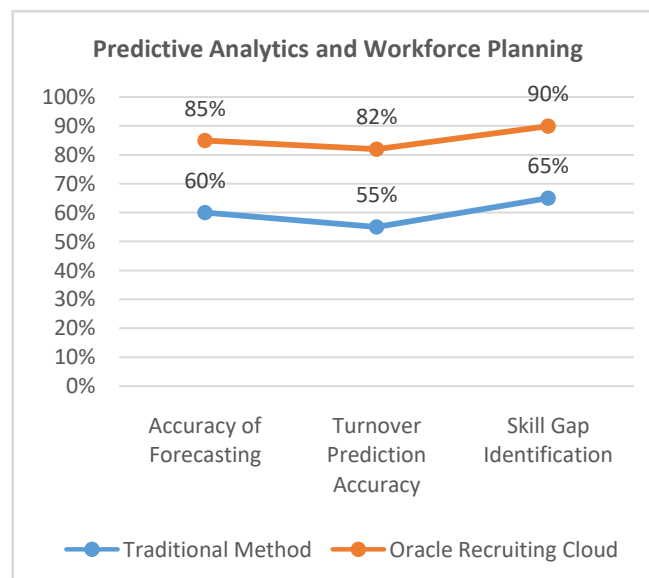 Predictive Analytics and Workforce Planning
100%
90%
80%
70%
60%
50%
40%
30%
20%
10%
0%
85%
82%
90%
60%
55%
65%
Accuracy of
Forecasting
Turnover
Prediction
Accuracy
Skill Gap
Identification
Traditional Method
Oracle Recruiting Cloud